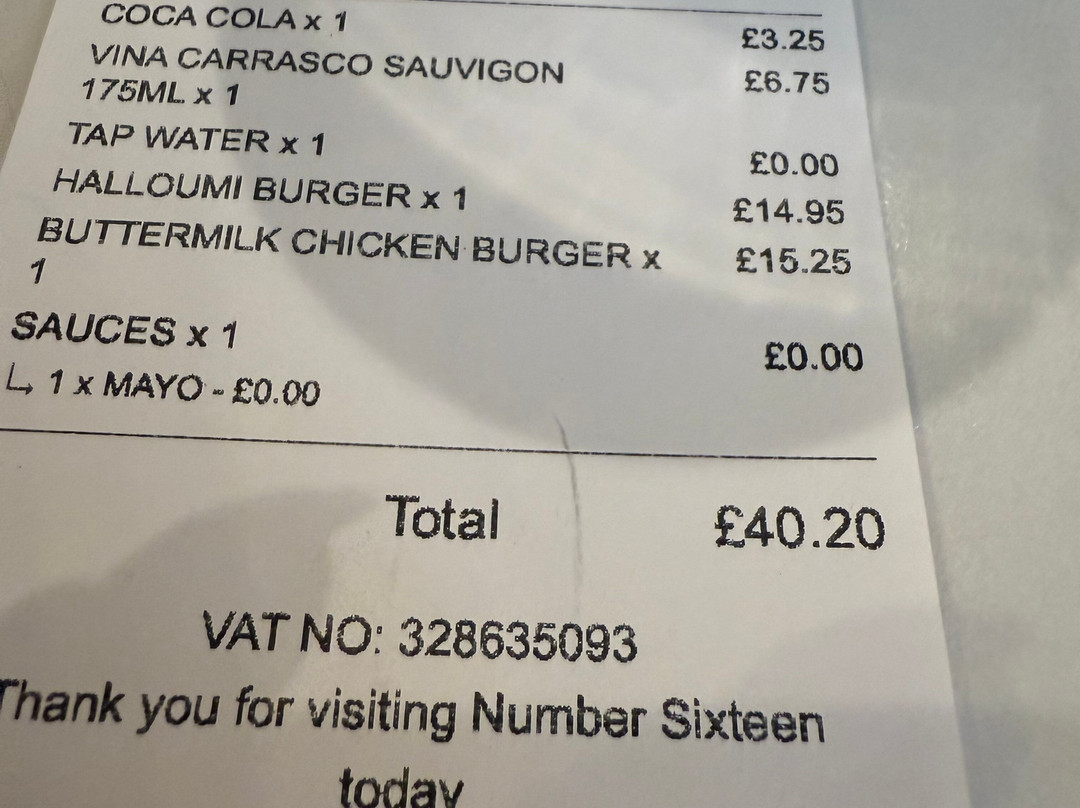 COCA COLA x 1 £3.25
VINA CARRASCO SAUVIGON £6.75
175ML x 1
TAP WATER x 1 £0.00
HALLOUMI BURGER x 1 £14.95
BUTTERMILK CHICKEN BURGER x £15.25
1
SAUCES x 1 £0.00
↳ 1 x MAYO - £0.00
Total £40.20
VAT NO: 328635093
Thank you for visiting Number Sixteen
today